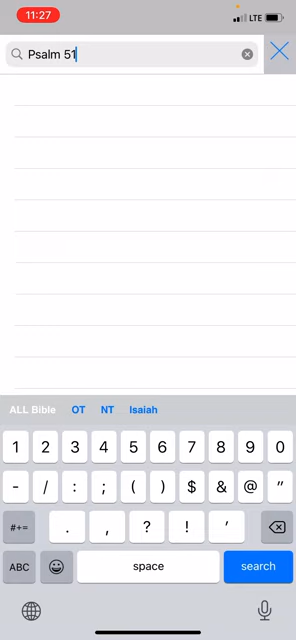 11:27
LTE
Psalm 51
ALL Bible OT NT Isaiah
1 2 3 4 5 6 7 8 9 0
- / : ; ( ) $ & @ "
#+= . , ? ! '
ABC space search